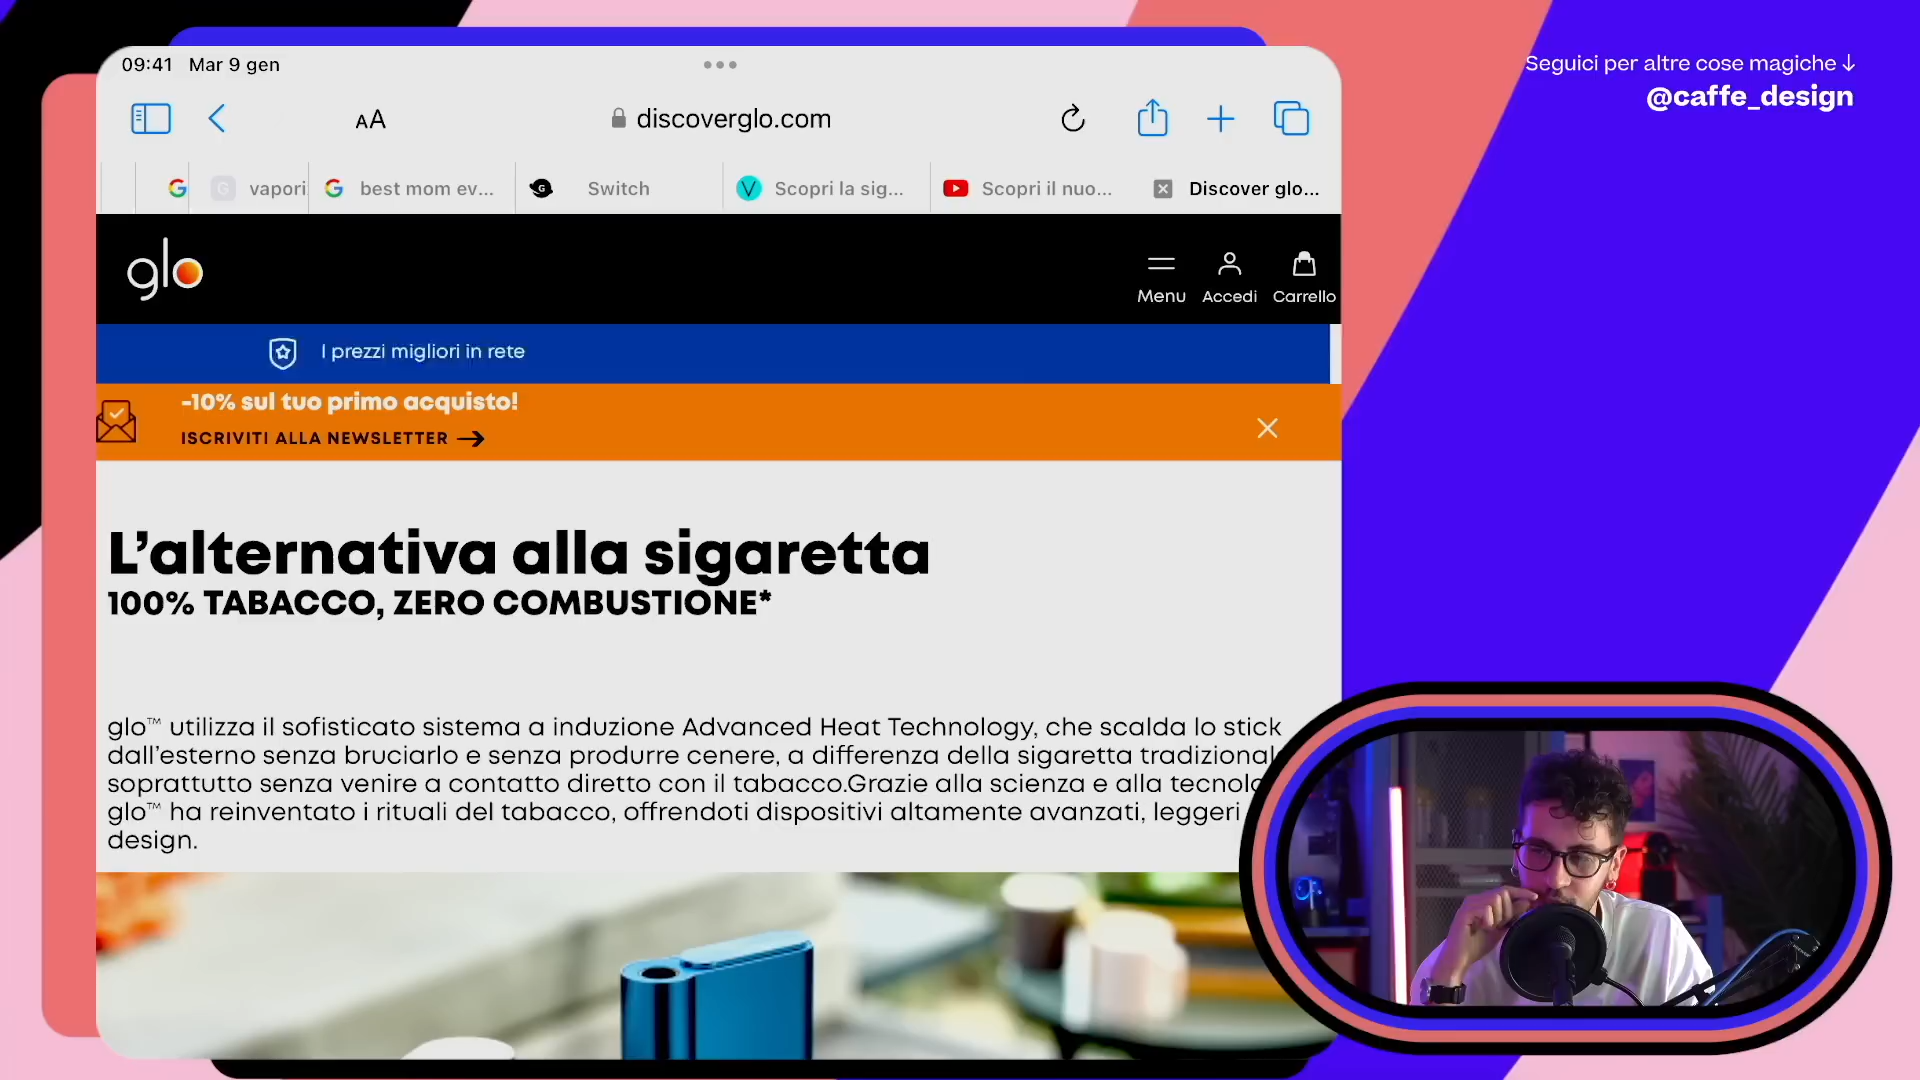 09:41 Mar 9 gen
Seguici per altre cose magiche ↓
@caffe_design
AA
discoverglo.com
vapori
best mom ev...
Switch
Scopri la sig...
Scopri il nuo...
Discover glo...
glo
Menu
Accedi
Carrello
I prezzi migliori in rete
-10% sul tuo primo acquisto!
ISCRIVITI ALLA NEWSLETTER →
L'alternativa alla sigaretta
100% TABACCO, ZERO COMBUSTIONE*
glo™ utilizza il sofisticato sistema a induzione Advanced Heat Technology, che scalda lo stick
dall'esterno senza bruciarlo e senza produrre cenere, a differenza della sigaretta tradizional
soprattutto senza venire a contatto diretto con il tabacco.Grazie alla scienza e alla tecnolo
glo™ ha reinventato i rituali del tabacco, offrendoti dispositivi altamente avanzati, leggeri
design.